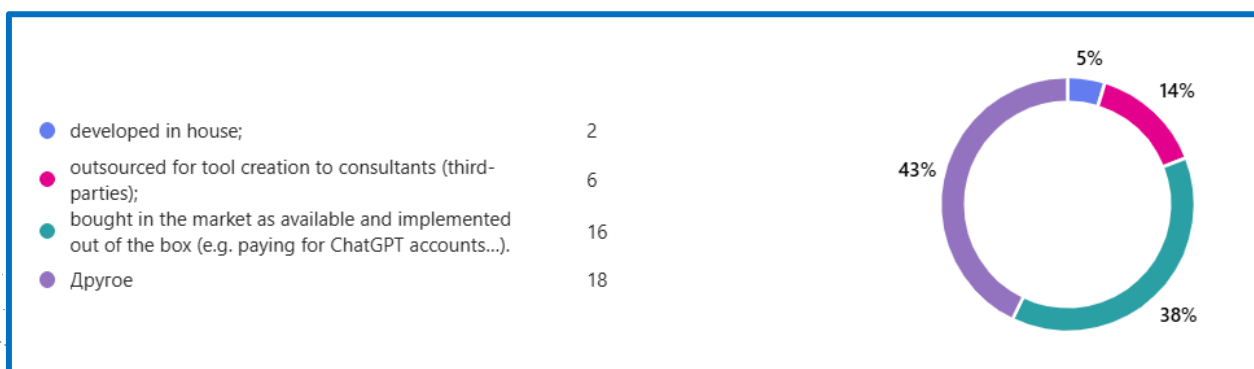 developed in house;
2
outsourced for tool creation to consultants (third-
parties);
6
bought in the market as available and implemented
out of the box (e.g. paying for ChatGPT accounts...).
16
Другое
18
5%
14%
43%
38%